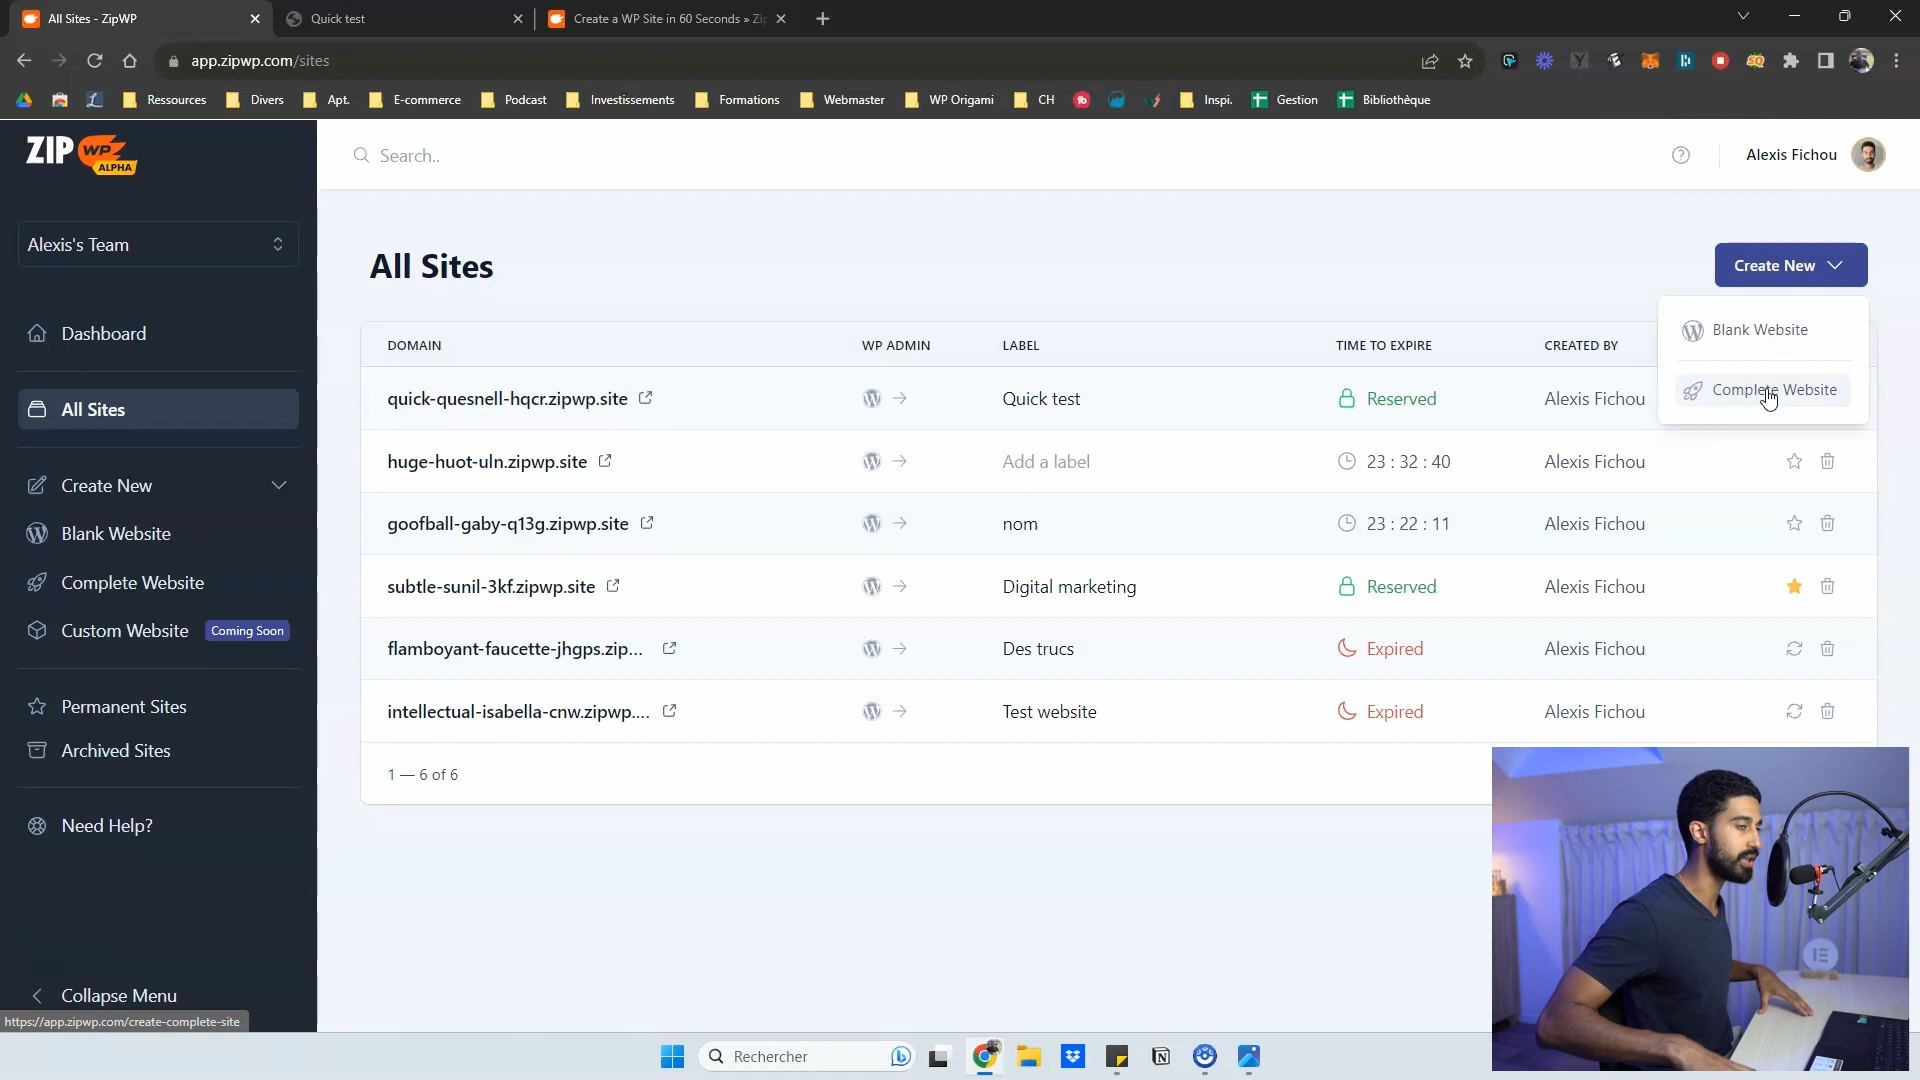 All Sites - ZipWP
Quick test
Create a WP Site in 60 Seconds » Zi
app.zipwp.com/sites
Ressources
Divers
Apt.
E-commerce
Podcast
Investissements
Formations
Webmaster
WP Origami
CH
Inspi.
Gestion
Bibliothèque
ZIP WP ALPHA
Search..
Alexis Fichou
Alexis's Team
Dashboard
All Sites
Create New
Blank Website
Complete Website
Custom Website Coming Soon
Permanent Sites
Archived Sites
Need Help?
Collapse Menu
https://app.zipwp.com/create-complete-site
All Sites
Create New
Blank Website
Complete Website
DOMAIN WP ADMIN LABEL TIME TO EXPIRE CREATED BY
quick-quesnell-hqcr.zipwp.site Quick test Reserved Alexis Fichou
huge-huot-uln.zipwp.site Add a label 23 : 32 : 40 Alexis Fichou
goofball-gaby-q13g.zipwp.site nom 23 : 22 : 11 Alexis Fichou
subtle-sunil-3kf.zipwp.site Digital marketing Reserved Alexis Fichou
flamboyant-faucette-jhgps.zip... Des trucs Expired Alexis Fichou
intellectual-isabella-cnw.zipwp.... Test website Expired Alexis Fichou
1 — 6 of 6
Rechercher